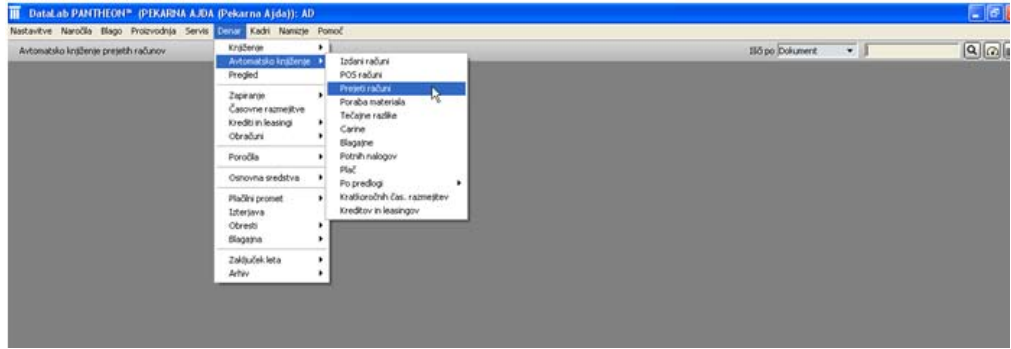 DataLab PANTHEON™ (PEKARNA AJDA (Pekarna Ajda)): AD
Nastavitve Naročila Blago Proizvodnja Servis Denar Kadri Namizje Pomoč
Avtomatsko knjiženje prejetih računov
Išči po Dokument
Knjiženje
Avtomatsko knjiženje
Pregled
Zapiranje
Časovne razmejitve
Krediti in leasingi
Obračuni
Poročila
Osnovna sredstva
Plačilni promet
Izterjava
Obresti
Blagajna
Zaključek leta
Arhiv
Izdani računi
POS računi
Prejeti računi
Poraba materiala
Tečajne razlike
Carine
Blagajne
Potnih nalogov
Plač
Po predlogi
Kratkoročnih čas. razmejitev
Kreditov in leasingov